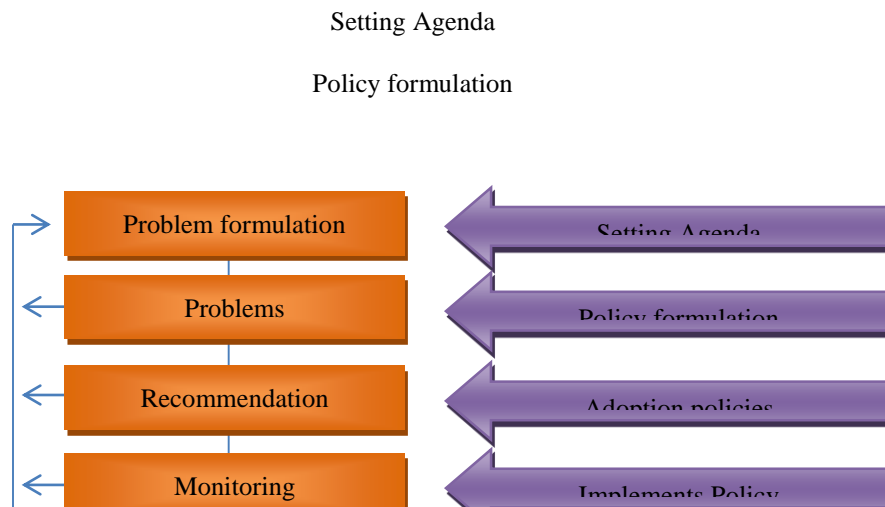 Setting Agenda
Policy formulation
Problem formulation
Setting Agenda
Problems
Policy formulation
Recommendation
Adoption policies
Monitoring
Implements Policy